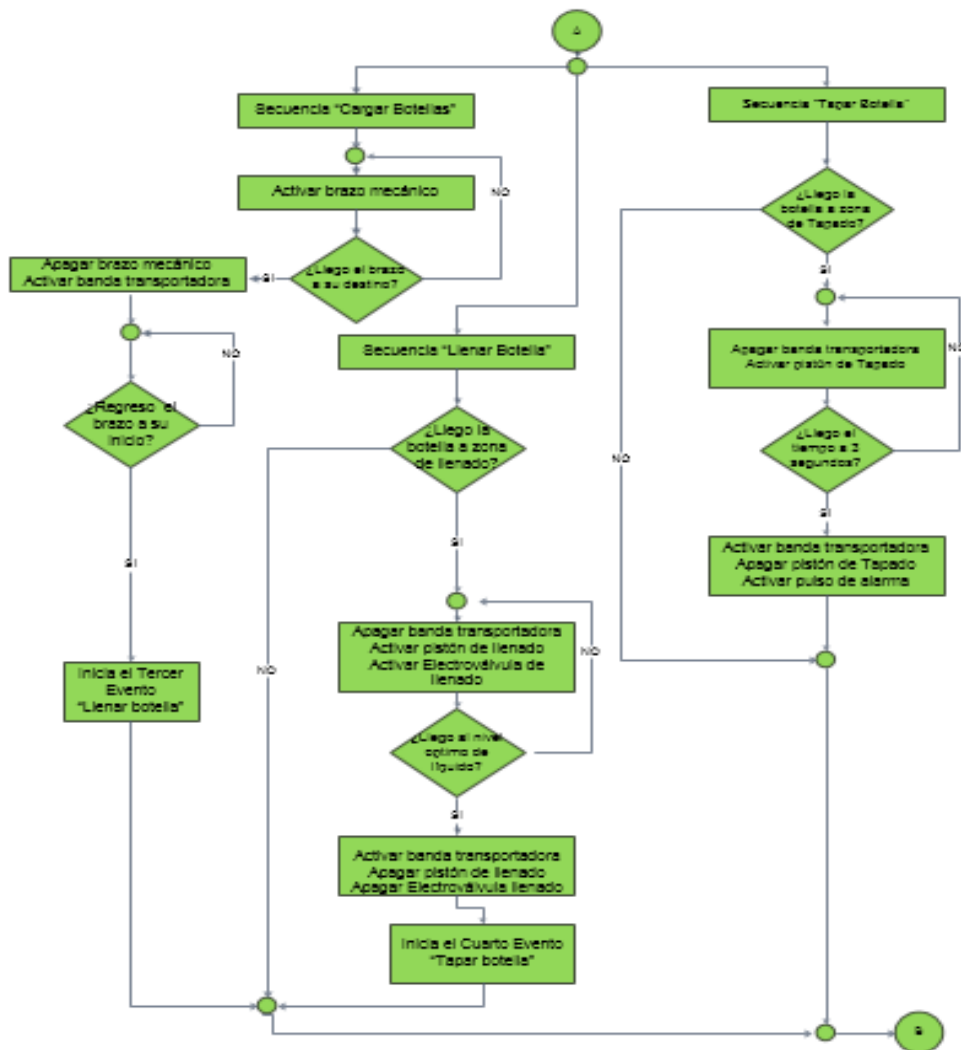 A
Secuencia "Cargar Botellas"
Activar brazo mecánico
¿Llego el brazo
a su destino?
NO
SI
Apagar brazo mecánico
Activar banda transportadora
¿Regreso el
brazo a su
inicio?
NO
SI
Inicia el Tercer
Evento
"Llenar botella"
Secuencia "Llenar Botella"
¿Llego la
botella a zona
de llenado?
NO
SI
Apagar banda transportadora
Activar pistón de llenado
Activar Electroválvula de
llenado
¿Llego al nivel
optimo de
líquido?
NO
SI
Activar banda transportadora
Apagar pistón de llenado
Apagar Electroválvula llenado
Inicia el Cuarto Evento
"Tapar botella"
Secuencia "Tapar Botella"
¿Llego la
botella a zona
de Tapado?
NO
SI
Apagar banda transportadora
Activar pistón de Tapado
¿Llego el
tiempo a 3
segundos?
NO
SI
Activar banda transportadora
Apagar pistón de Tapado
Activar pulso de alarma